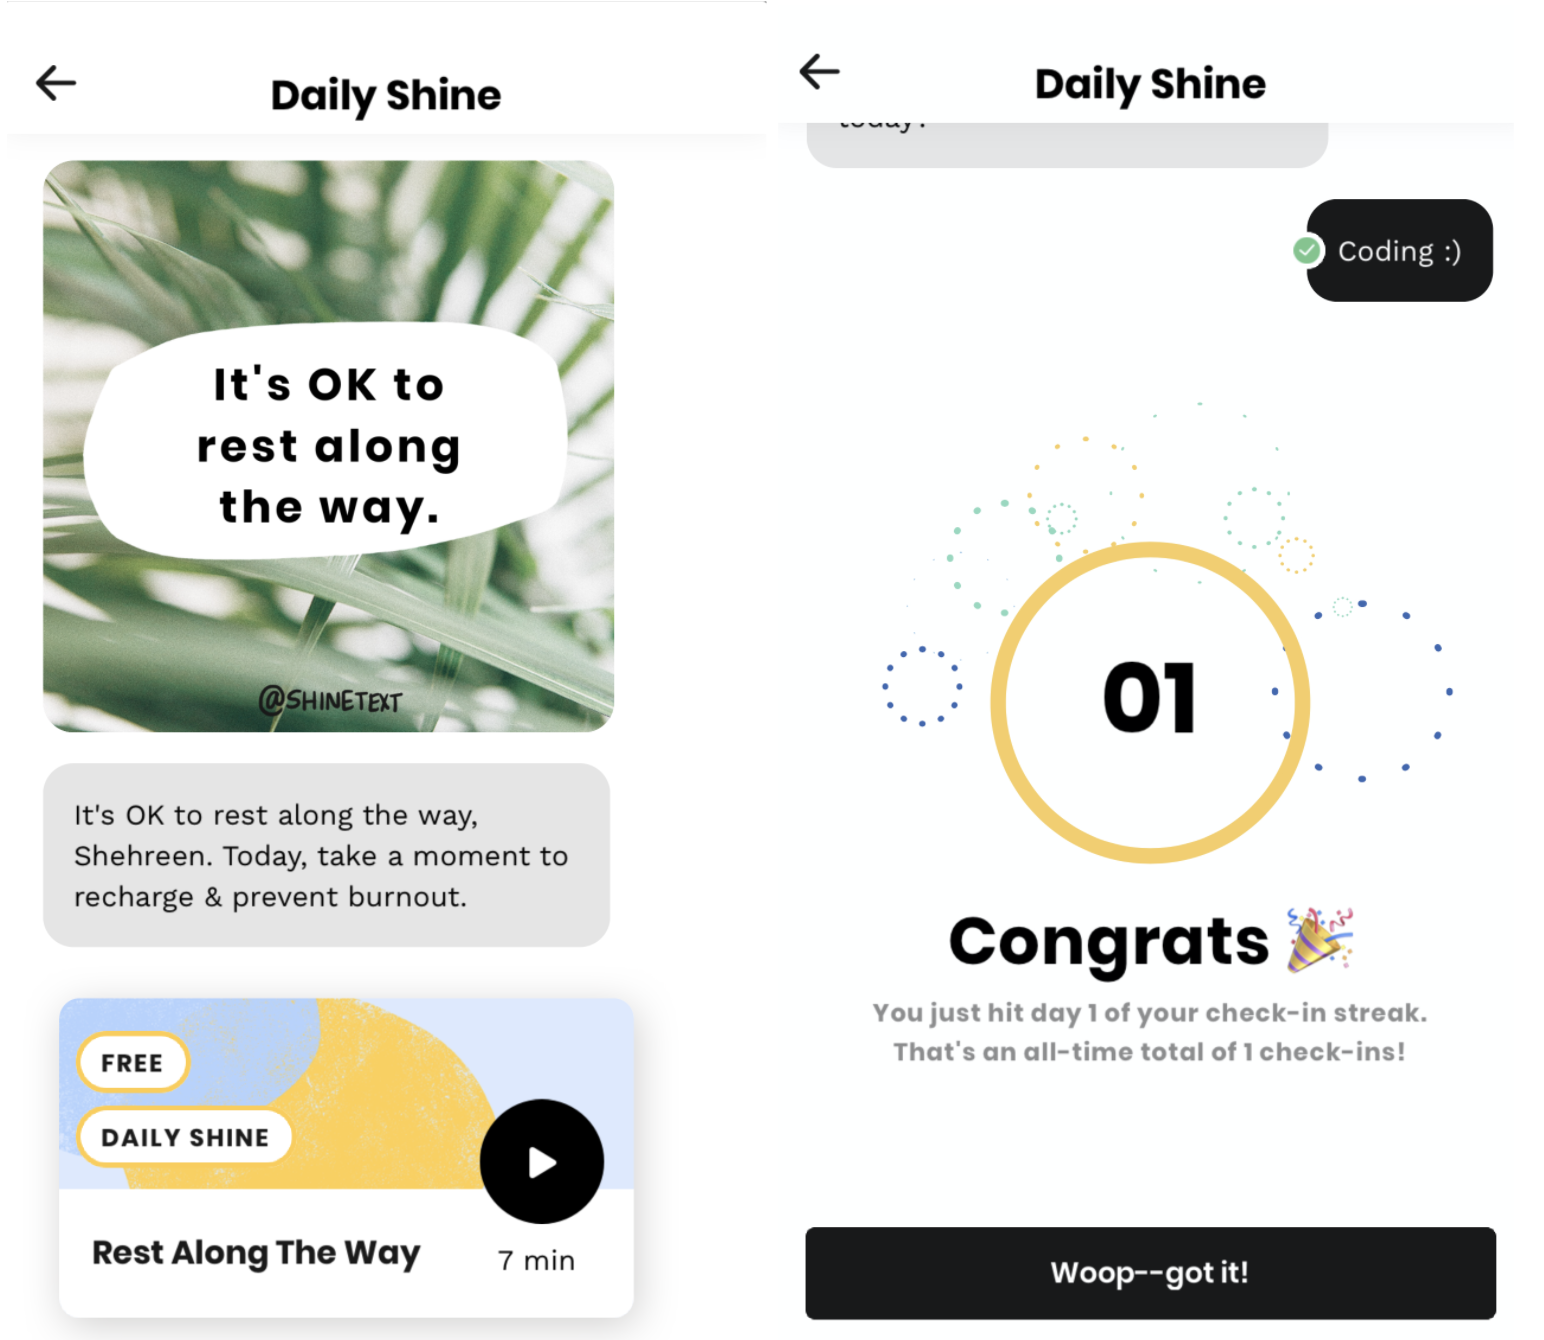 Daily Shine
It's OK to
rest along
the way.
@SHINETEXT
It's OK to rest along the way,
Shehreen. Today, take a moment to
recharge & prevent burnout.
FREE
DAILY SHINE
Rest Along The Way
7 min
Daily Shine
today?
Coding :)
01
Congrats 🎉
You just hit day 1 of your check-in streak.
That's an all-time total of 1 check-ins!
Woop--got it!